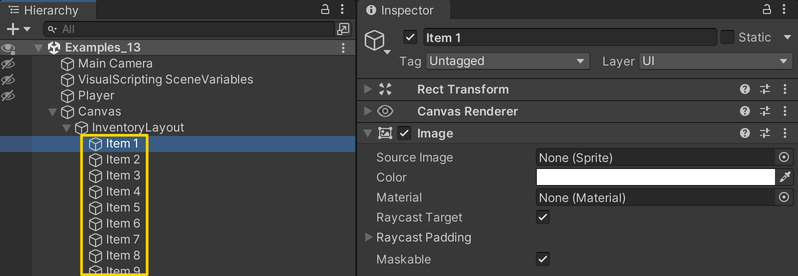 Hierarchy
All
Examples_13
Main Camera
VisualScripting SceneVariables
Player
Canvas
InventoryLayout
Item 1
Item 2
Item 3
Item 4
Item 5
Item 6
Item 7
Item 8
Item 9
Inspector
Item 1
Static
Tag Untagged Layer UI
Rect Transform
Canvas Renderer
Image
Source Image None (Sprite)
Color
Material None (Material)
Raycast Target
Raycast Padding
Maskable